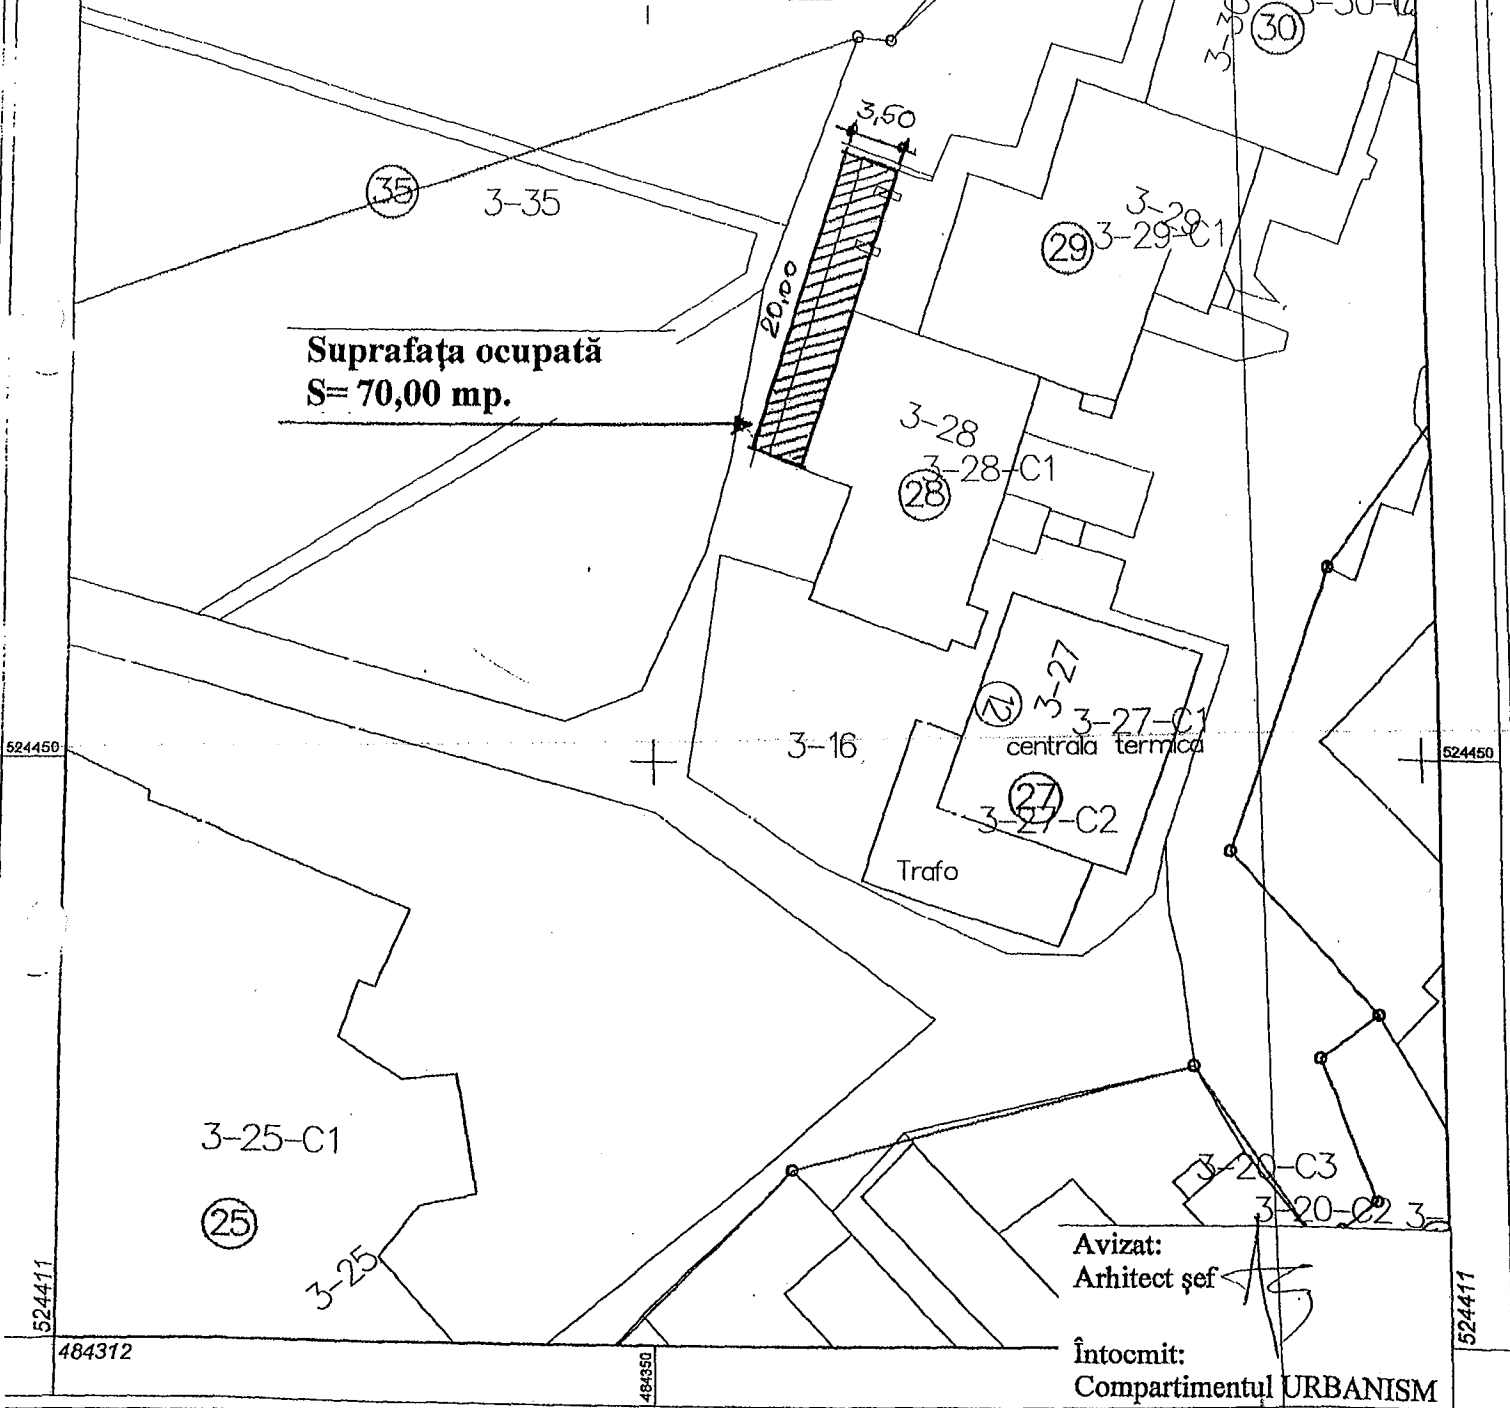 30
3-30
3,50
35
3-35
3-29
29
3-29-C1
20,00
Suprafața ocupată
S= 70,00 mp.
3-28
3-28-C1
28
3-27
12
3-27-C1
524450
3-16
centrala termica
524450
27
3-27-C2
Trafo
3-25-C1
3-20-C3
25
3-20-C2
3-
3-25
Avizat:
Arhitect șef
524411
524411
484312
484350
Întocmit:
Compartimentul URBANISM